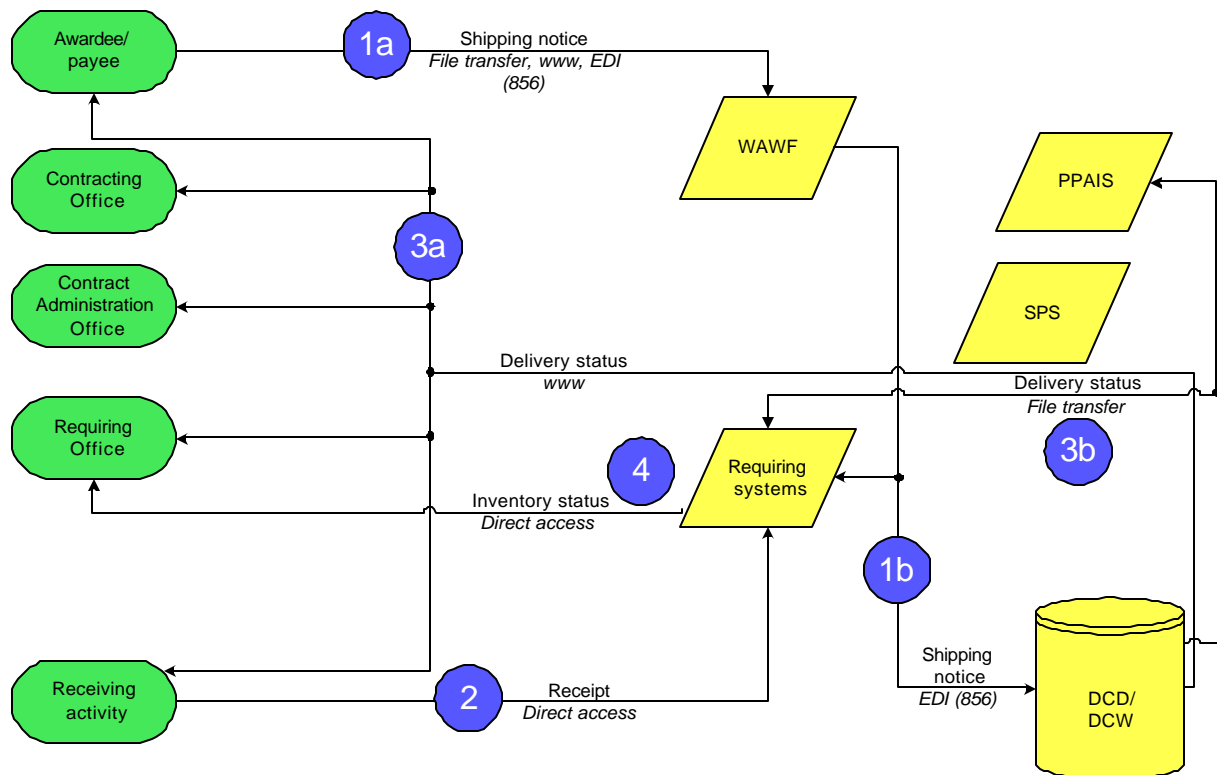 Awardee/
payee
1a
Shipping notice
File transfer, www, EDI
(856)
WAWF
PPAIS
Contracting
Office
3a
Contract
Administration
Office
SPS
Delivery status
www
Delivery status
File transfer
3b
Requiring
Office
4
Requiring
systems
Inventory status
Direct access
1b
Shipping
notice
EDI (856)
Receiving
activity
2
Receipt
Direct access
DCD/
DCW